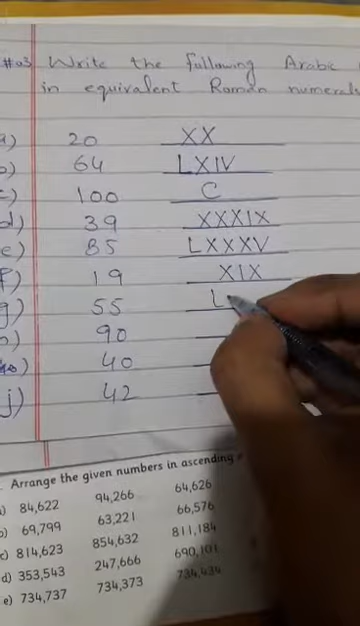 #03 Write the following Arabic
in equivalent Roman numerals
a) 20 XX
b) 64 LXIV
c) 100 C
d) 39 XXXIX
e) 85 LXXXV
f) 19 XIX
g) 55 L
90
40
j) 42
Arrange the given numbers in ascending
a) 84,622 94,266 64,626
b) 69,799 63,221 66,576
c) 814,623 854,632 811,184
d) 353,543 247,666 690,101
e) 734,737 734,373 734,434